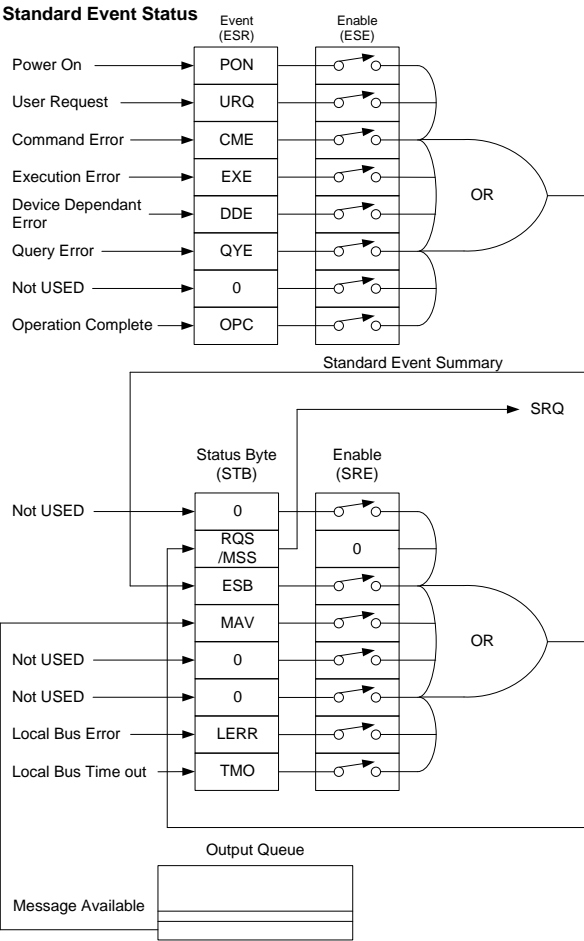 Standard Event Status
Event
(ESR)
Enable
(ESE)
Power On
PON
User Request
URQ
Command Error
CME
Execution Error
EXE
Device Dependant
Error
DDE
Query Error
QYE
Not USED
0
Operation Complete
OPC
OR
Standard Event Summary
SRQ
Status Byte
(STB)
Enable
(SRE)
Not USED
0
RQS
/MSS
0
ESB
MAV
Not USED
0
Not USED
0
Local Bus Error
LERR
Local Bus Time out
TMO
OR
Output Queue
Message Available